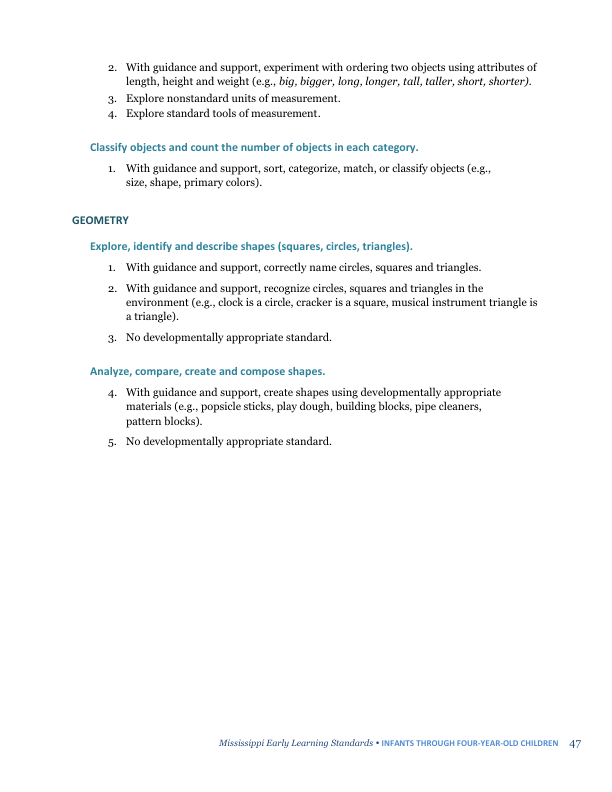 2. With guidance and support, experiment with ordering two objects using attributes of
length, height and weight (e.g., big, bigger, long, longer, tall, taller, short, shorter).
3. Explore nonstandard units of measurement.
4. Explore standard tools of measurement.
Classify objects and count the number of objects in each category.
1. With guidance and support, sort, categorize, match, or classify objects (e.g.,
size, shape, primary colors).
GEOMETRY
Explore, identify and describe shapes (squares, circles, triangles).
1. With guidance and support, correctly name circles, squares and triangles.
2. With guidance and support, recognize circles, squares and triangles in the
environment (e.g., clock is a circle, cracker is a square, musical instrument triangle is
a triangle).
3. No developmentally appropriate standard.
Analyze, compare, create and compose shapes.
4. With guidance and support, create shapes using developmentally appropriate
materials (e.g., popsicle sticks, play dough, building blocks, pipe cleaners,
pattern blocks).
5. No developmentally appropriate standard.
Mississippi Early Learning Standards • INFANTS THROUGH FOUR-YEAR-OLD CHILDREN 47